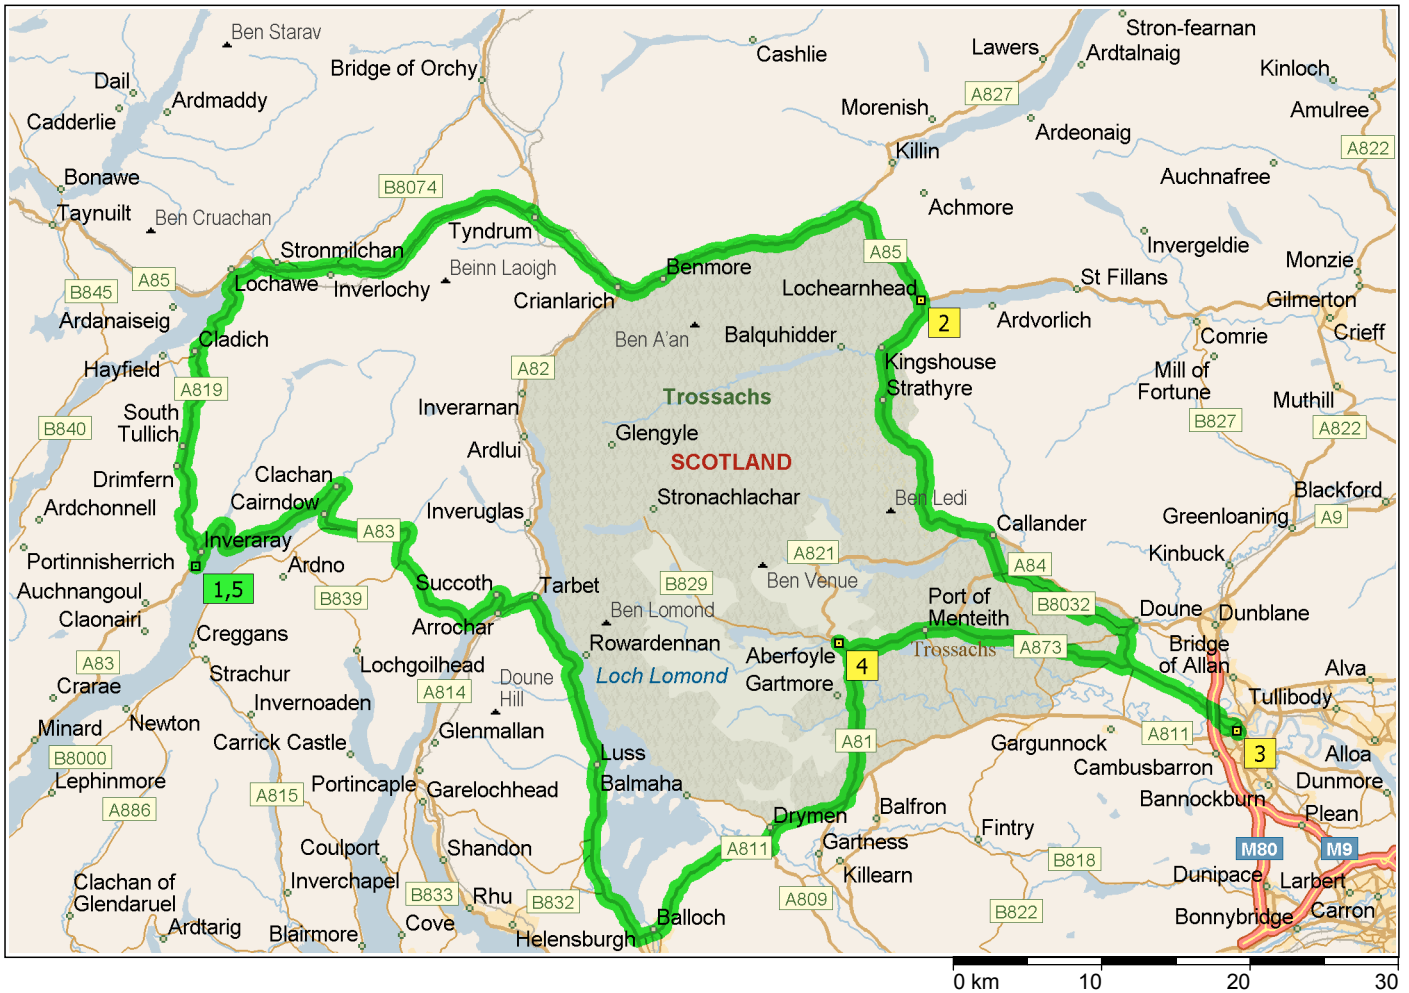 Ben Starav
Stron-fearnan
Lawers
Ardtalnaig
Cashlie
Bridge of Orchy
Kinloch
Dail
A827
Ardmaddy
Morenish
Amulree
Cadderlie
Ardeonaig
Killin
A822
Bonawe
Auchnafree
B8074
Achmore
Taynuilt
Ben Cruachan
Tyndrum
Invergeldie
Stronmilchan
A85
Monzie
Beinn Laoigh
Benmore
St Fillans
A85
Lochawe
Inverlochy
Lochearnhead
B845
Crianlarich
Gilmerton
Ardanaiseig
2
Ardvorlich
Crieff
Cladich
Ben A'an
Balquhidder
Comrie
Hayfield
A82
Kingshouse
Mill of
Fortune
A819
Strathyre
Trossachs
Inverarnan
Muthill
South
Tullich
B827
B840
Glengyle
A822
Ardlui
SCOTLAND
Clachan
Drimfern
Blackford
Stronachlachar
Ben Ledi
Cairndow
Ardchonnell
Inveruglas
Greenloaning
A9
Callander
A83
Inveraray
Kinbuck
A821
Portinnisherrich
Ardno
A84
Ben Venue
Succoth
Tarbet
B829
1,5
Auchnangoul
B839
Port of
Menteith
B8032
Doune
Dunblane
Ben Lomond
Claonairi
Arrochar
Creggans
Rowardennan
Trossachs
A873
Bridge
of Allan
Aberfoyle
4
A83
Lochgoilhead
Strachur
Loch Lomond
Gartmore
Alva
Doune
Hill
Crarae
A814
Tullibody
Invernoaden
Minard
Newton
Glenmallan
A81
A811
Carrick Castle
Gargunnock
3
Luss
B8000
Cambusbarron
Alloa
Lephinmore
Portincaple
Balmaha
Dunmore
A815
Garelochhead
Bannockburn
A886
Drymen
Balfron
Plean
Fintry
Coulport
Shandon
A811
Gartness
M80
M9
B818
Clachan of
Glendaruel
Inverchapel
Killearn
Dunipace
Larbert
B833
Rhu
B832
A809
Balloch
B822
Carron
Ardtarig
Cove
Bonnybridge
Blairmore
Helensburgh
0 km
10
20
30